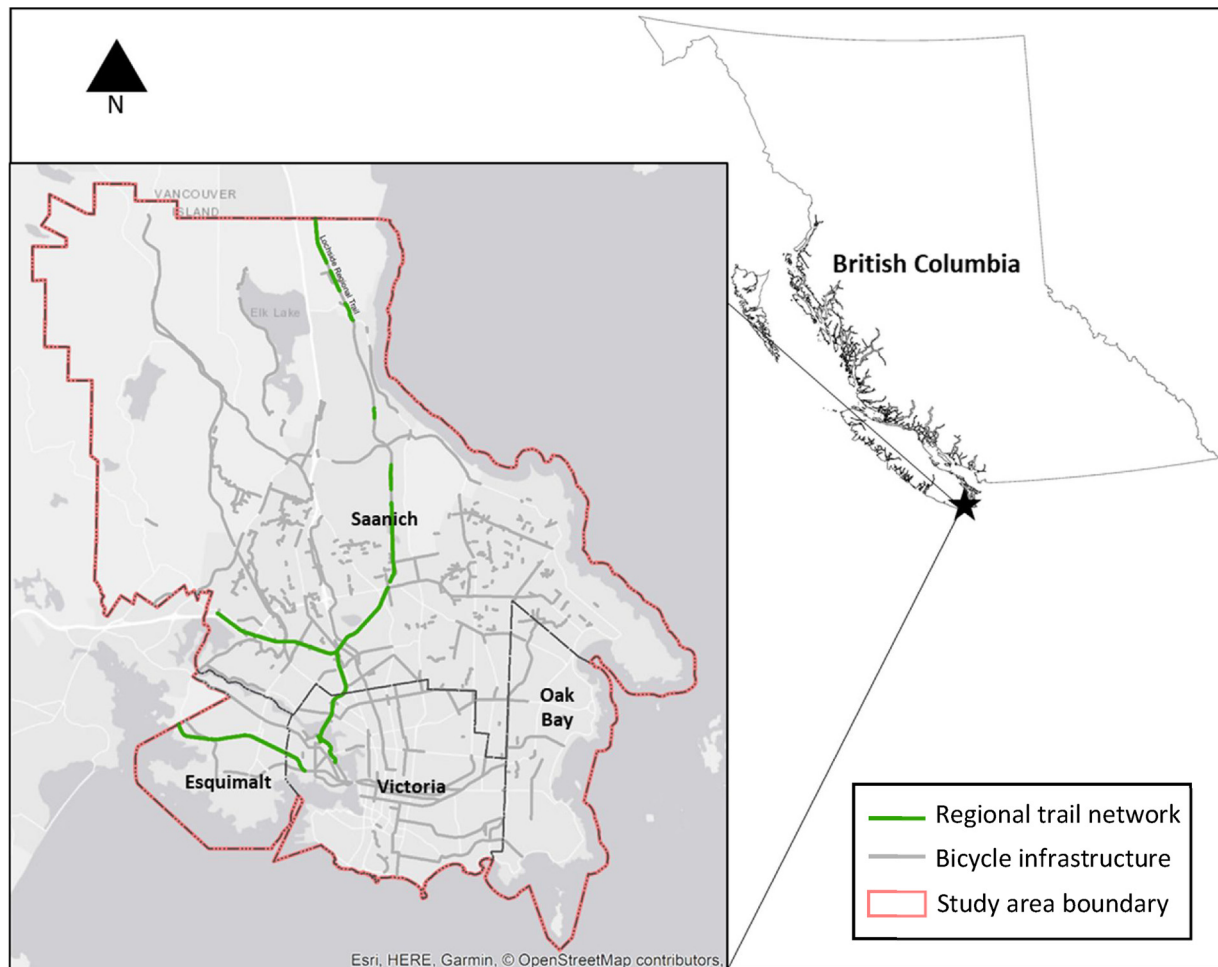 N
VANCOUVER
ISLAND
Lochside Regional Trail
Elk Lake
British Columbia
Saanich
Oak
Bay
Esquimalt
Victoria
Regional trail network
Bicycle infrastructure
Study area boundary
Esri, HERE, Garmin, © OpenStreetMap contributors,